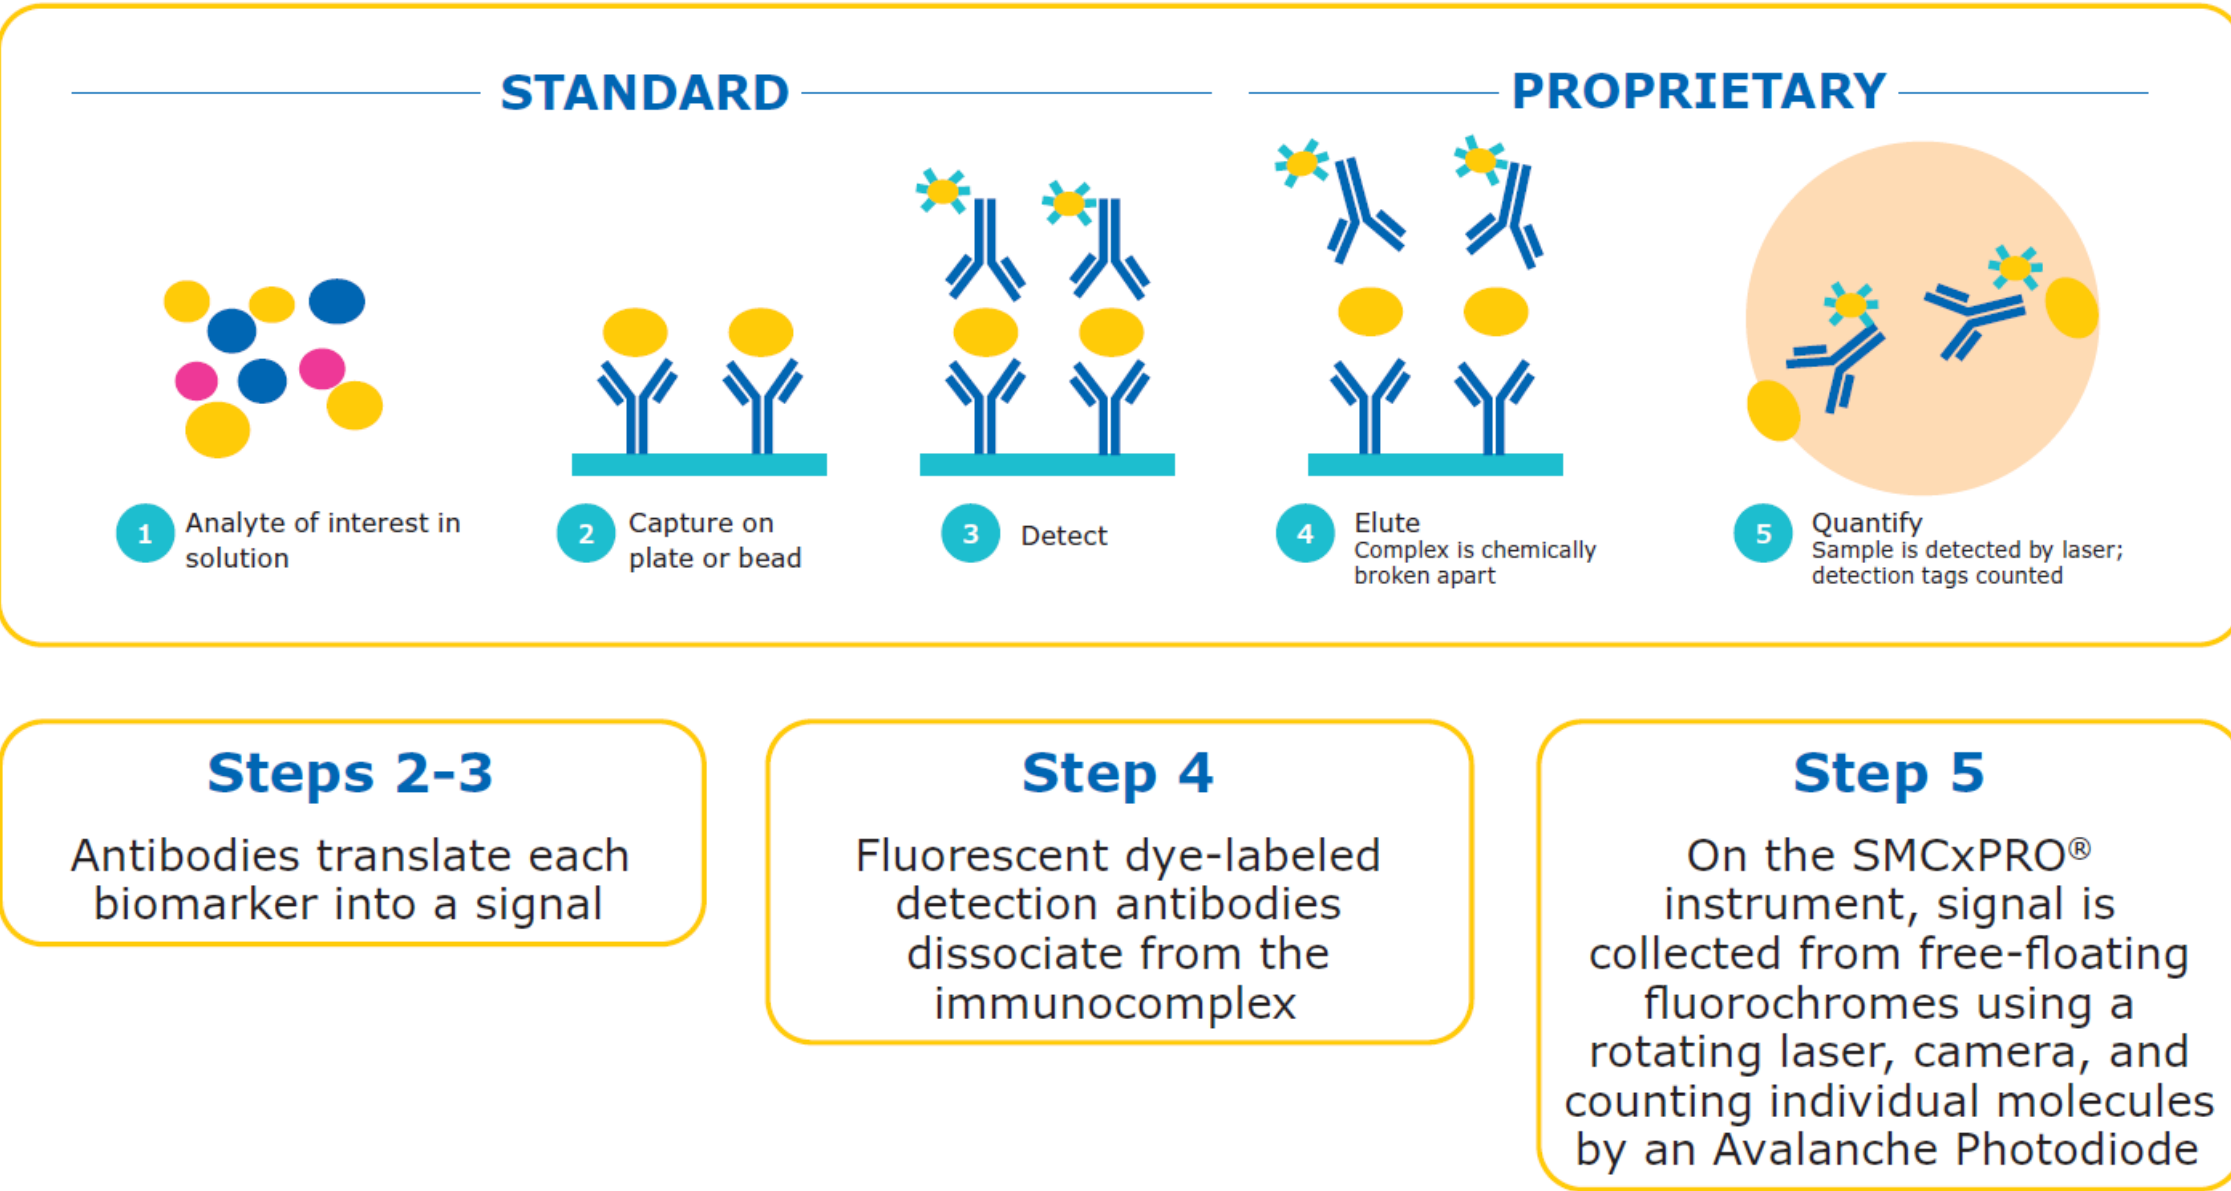 STANDARD
PROPRIETARY
1 Analyte of interest in
solution
2 Capture on
plate or bead
3 Detect
4 Elute
Complex is chemically
broken apart
5 Quantify
Sample is detected by laser;
detection tags counted
Steps 2-3
Antibodies translate each
biomarker into a signal
Step 4
Fluorescent dye-labeled
detection antibodies
dissociate from the
immunocomplex
Step 5
On the SMCxPRO®
instrument, signal is
collected from free-floating
fluorochromes using a
rotating laser, camera, and
counting individual molecules
by an Avalanche Photodiode